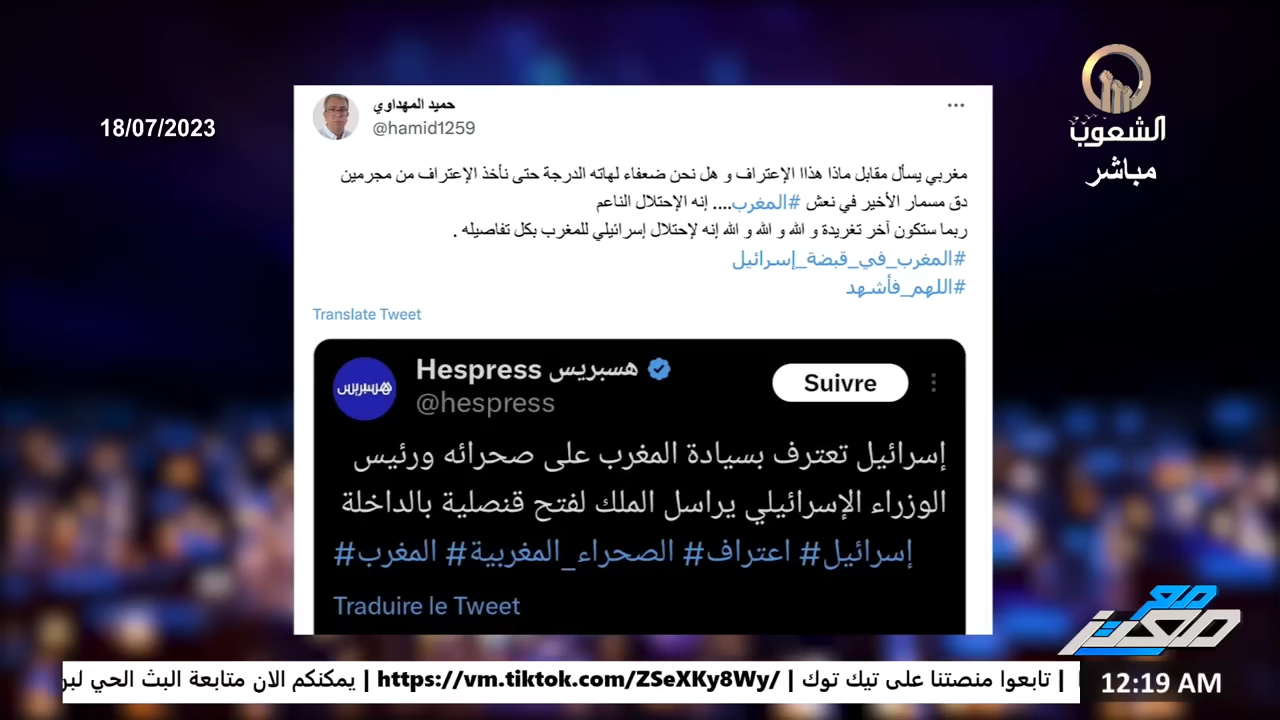 18/07/2023
الشعوب
مباشر
حميد المهداوي
@hamid1259
مغربي يسأل مقابل ماذا هذاا الإعتراف و هل نحن ضعفاء لهاته الدرجة حتى نأخذ الإعتراف من مجرمين
دق مسمار الأخير في نعش #المغرب.... إنه الإحتلال الناعم
ربما ستكون آخر تغريدة و الله و الله و الله إنه لإحتلال إسرائيلي للمغرب بكل تفاصيله .
#المغرب_في_قبضة_إسرائيل
#اللهم_فأشهد
Translate Tweet
هسبريس
Hespress هسبريس
@hespress
Suivre
إسرائيل تعترف بسيادة المغرب على صحرائه ورئيس
الوزراء الإسرائيلي يراسل الملك لفتح قنصلية بالداخلة
#إسرائيل #اعتراف #الصحراء_المغربية #المغرب
Traduire le Tweet
مع
معتز
| تابعوا منصتنا على تيك توك | https://vm.tiktok.com/ZSeXKy8Wy/ | يمكنكم الان متابعة البث الحي
12:19 AM